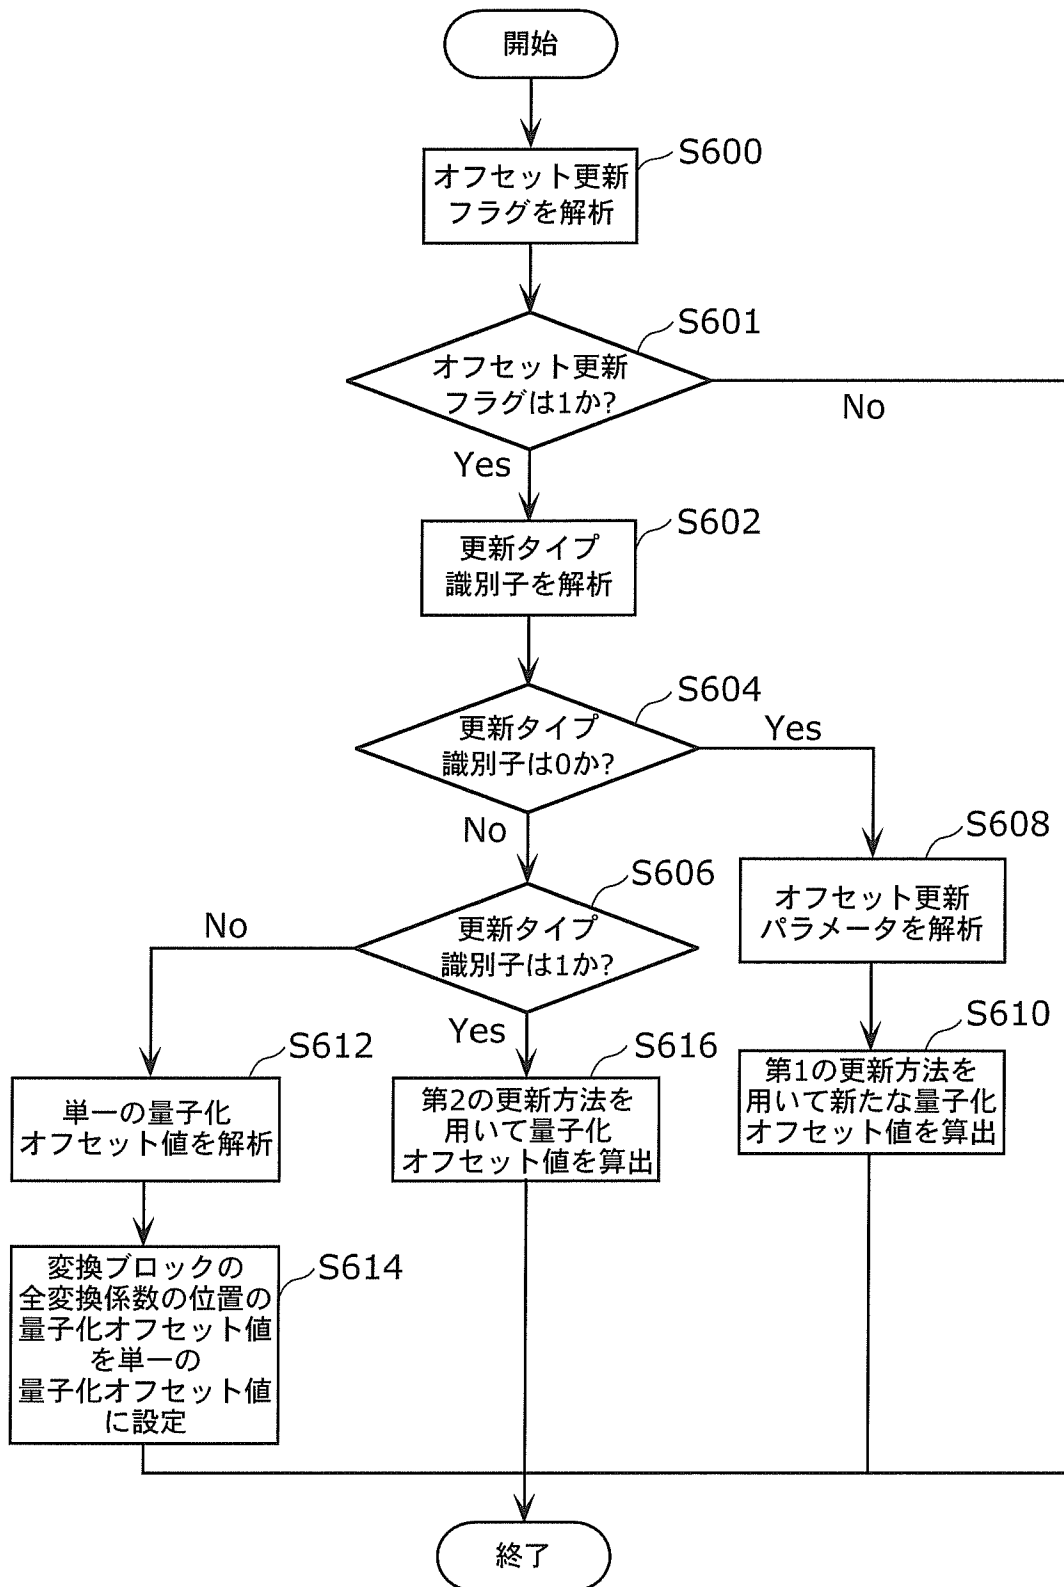 開始
S600
オフセット更新
フラグを解析
S601
オフセット更新
フラグは1か?
No
Yes
S602
更新タイプ
識別子を解析
S604
更新タイプ
識別子は0か?
Yes
No
S608
オフセット更新
パラメータを解析
S606
更新タイプ
識別子は1か?
No
Yes
S610
第1の更新方法を
用いて新たな量子化
オフセット値を算出
S612
単一の量子化
オフセット値を解析
S616
第2の更新方法を
用いて量子化
オフセット値を算出
S614
変換ブロックの
全変換係数の位置の
量子化オフセット値
を単一の
量子化オフセット値
に設定
終了